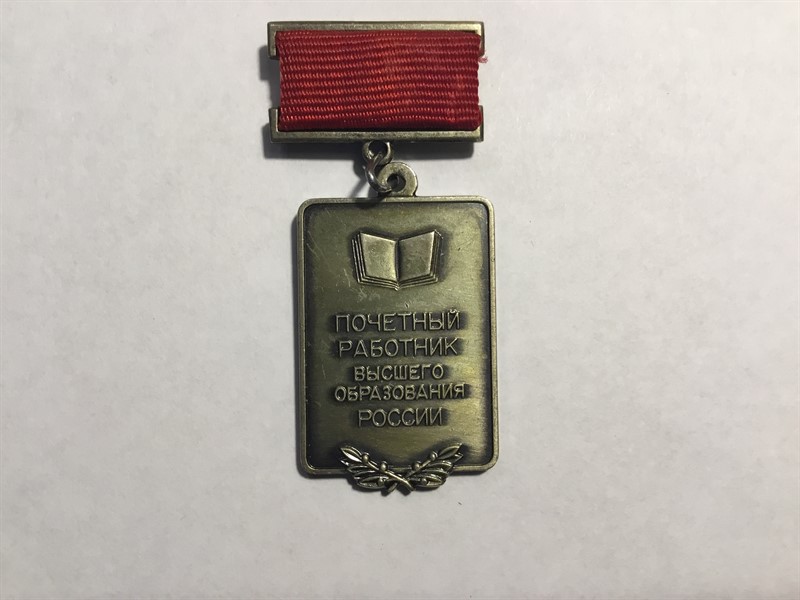 ПОЧЕТНЫЙ
РАБОТНИК
ВЫСШЕГО
ОБРАЗОВАНИЯ
РОССИИ